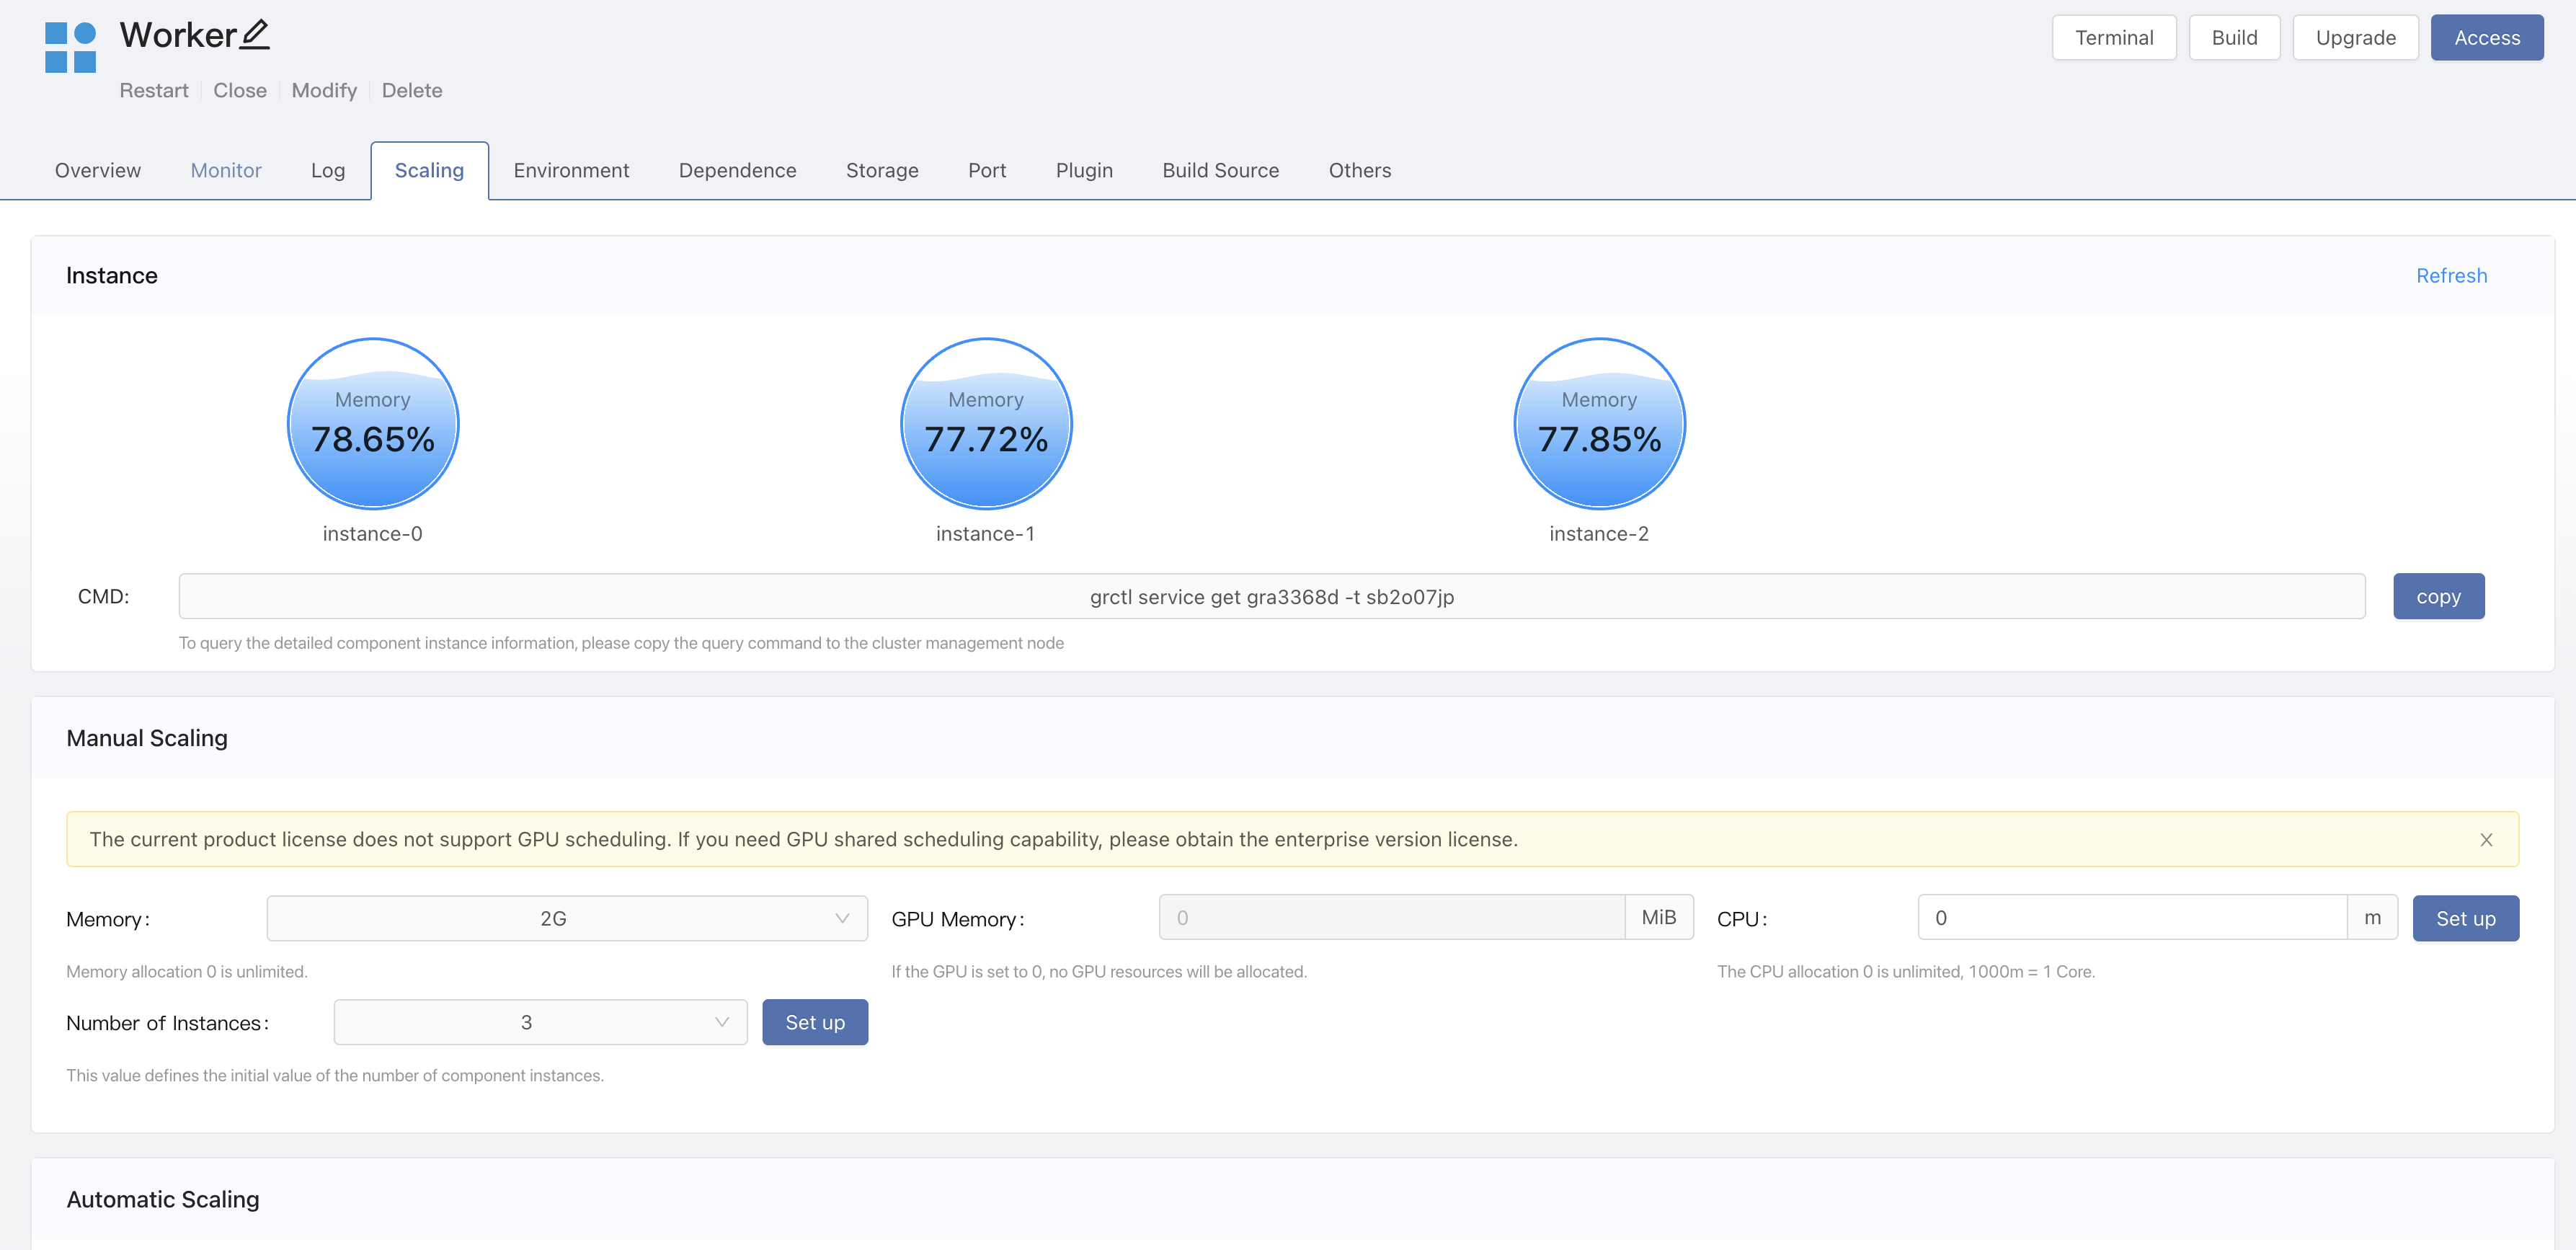 Worker
Terminal Build Upgrade Access
Restart Close Modify Delete
Overview Monitor Log Scaling Environment Dependence Storage Port Plugin Build Source Others
Instance Refresh
Memory Memory Memory
78.65% 77.72% 77.85%
instance-0 instance-1 instance-2
CMD: grctl service get gra3368d -t sb2o07jp copy
To query the detailed component instance information, please copy the query command to the cluster management node
Manual Scaling
The current product license does not support GPU scheduling. If you need GPU shared scheduling capability, please obtain the enterprise version license.
Memory: 2G GPU Memory: 0 MiB CPU: 0 m Set up
Memory allocation 0 is unlimited. If the GPU is set to 0, no GPU resources will be allocated. The CPU allocation 0 is unlimited, 1000m = 1 Core.
Number of Instances: 3 Set up
This value defines the initial value of the number of component instances.
Automatic Scaling